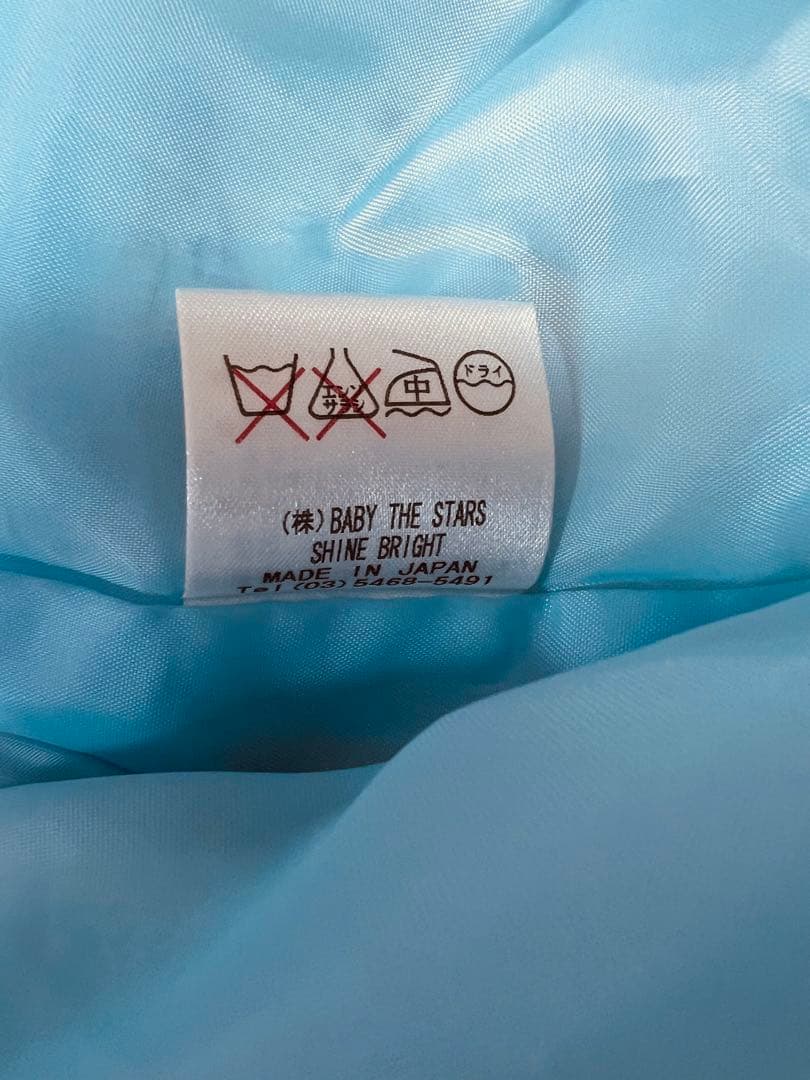 エンソ サラシ 中 ドライ
(株)BABY THE STARS
SHINE BRIGHT
MADE IN JAPAN
Tel (03) 5468-5491